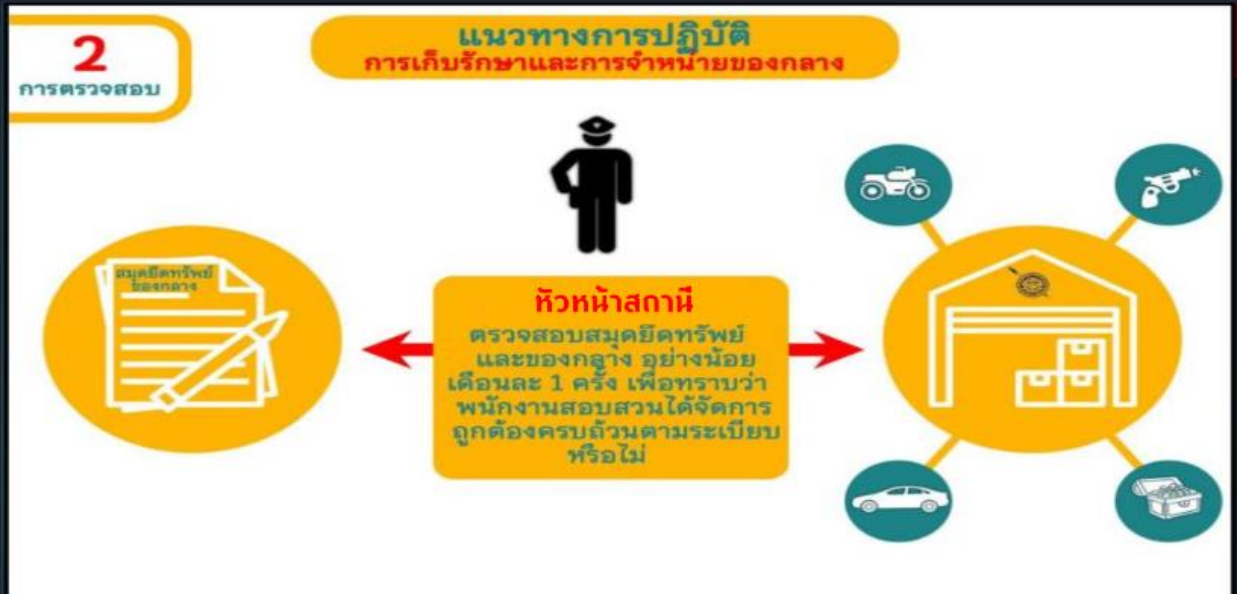 2
การตรวจสอบ
แนวทางการปฏิบัติ
การเก็บรักษาและการจำหน่ายของกลาง
สมุดยึดทรัพย์
ของกลาง
หัวหน้าสถานี
ตรวจสอบสมุดยึดทรัพย์
และของกลาง อย่างน้อย
เดือนละ 1 ครั้ง เพื่อทราบว่า
พนักงานสอบสวนได้จัดการ
ถูกต้องครบถ้วนตามระเบียบ
หรือไม่